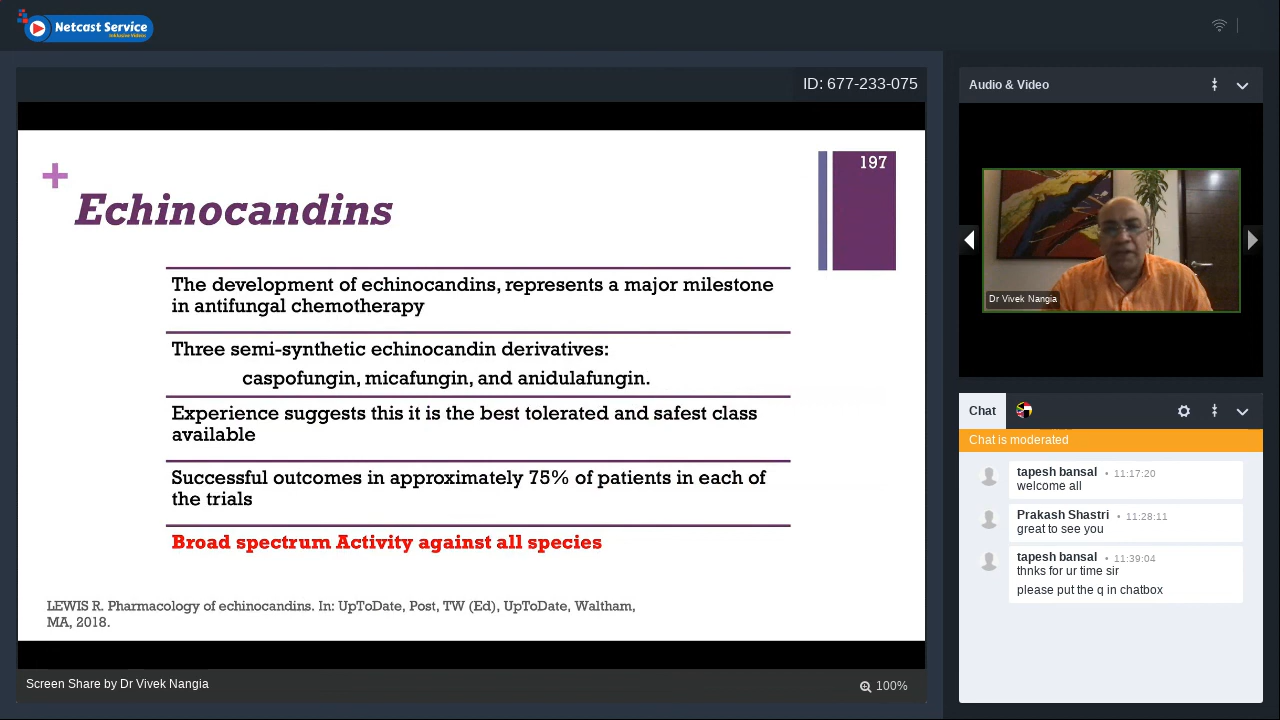 Netcast Service
Inklusive Videos
ID: 677-233-075
197
Echinocandins
The development of echinocandins, represents a major milestone
in antifungal chemotherapy
Three semi-synthetic echinocandin derivatives:
caspofungin, micafungin, and anidulafungin.
Experience suggests this it is the best tolerated and safest class
available
Successful outcomes in approximately 75% of patients in each of
the trials
Broad spectrum Activity against all species
LEWIS R. Pharmacology of echinocandins. In: UpToDate, Post, TW (Ed), UpToDate, Waltham,
MA, 2018.
Screen Share by Dr Vivek Nangia
100%
Audio & Video
Dr Vivek Nangia
Chat
Chat is moderated
tapesh bansal • 11:17:20
welcome all
Prakash Shastri • 11:28:11
great to see you
tapesh bansal • 11:39:04
thnks for ur time sir
please put the q in chatbox